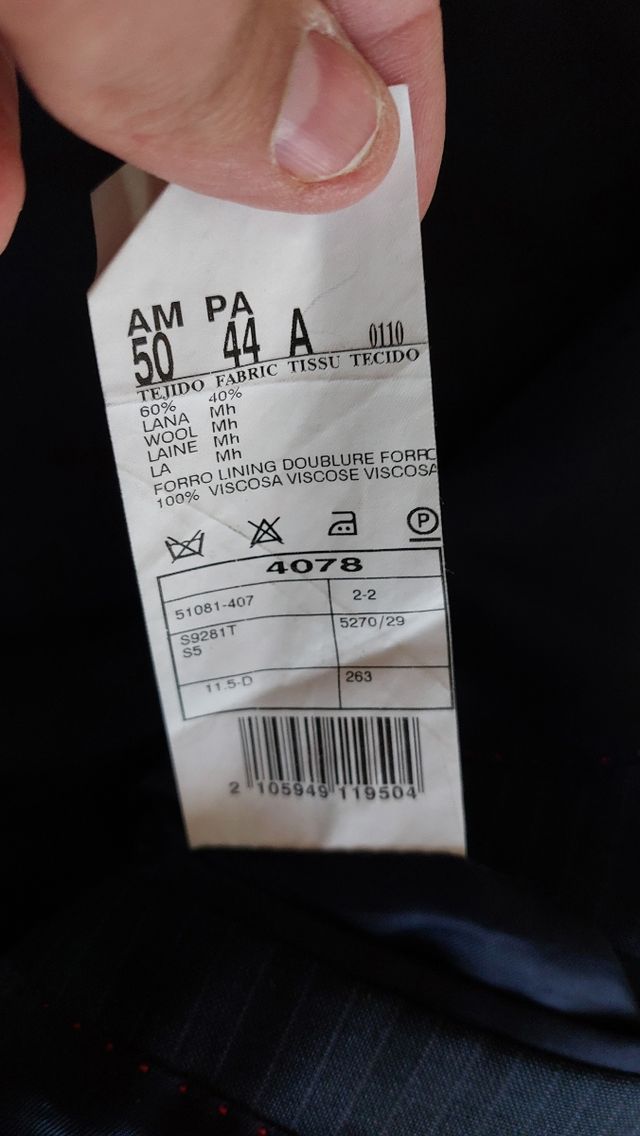 AM PA
50 44 A 0110
TEJIDO FABRIC TISSU TECIDO
60% 40%
LANA Mh
WOOL Mh
LAINE Mh
LA Mh
FORRO LINING DOUBLURE FORRO
100% VISCOSA VISCOSE VISCOSA
P
4078
51081-407 2-2
S9281T 5270/29
S5
11.5-D 263
2 105949 119504